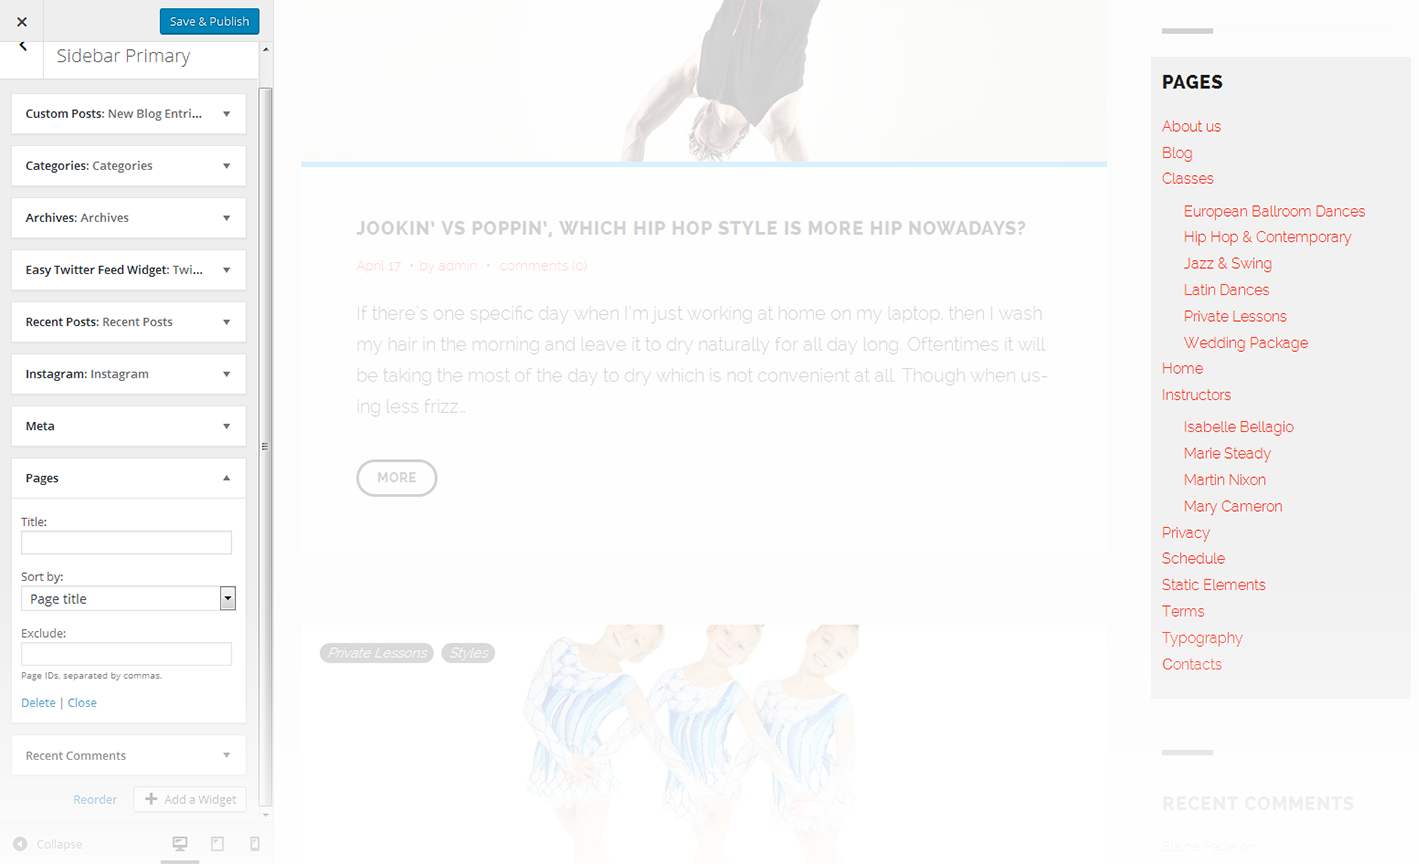 Save & Publish
Sidebar Primary
Custom Posts: New Blog Entri...
Categories: Categories
Archives: Archives
Easy Twitter Feed Widget: Twi...
Recent Posts: Recent Posts
Instagram: Instagram
Meta
Pages
Title:
Sort by:
Page title
Exclude:
Page IDs, separated by commas.
Delete | Close
Recent Comments
Reorder
Add a Widget
Collapse
JOOKIN' VS POPPIN', WHICH HIP HOP STYLE IS MORE HIP NOWADAYS?
April 17 • by admin • comments (0)
If there's one specific day when I'm just working at home on my laptop, then I wash
my hair in the morning and leave it to dry naturally for all day long. Oftentimes it will
be taking the most of the day to dry which is not convenient at all. Though when us-
ing less frizz...
MORE
Private Lessons
Styles
PAGES
About us
Blog
Classes
European Ballroom Dances
Hip Hop & Contemporary
Jazz & Swing
Latin Dances
Private Lessons
Wedding Package
Home
Instructors
Isabelle Bellagio
Marie Steady
Martin Nixon
Mary Cameron
Privacy
Schedule
Static Elements
Terms
Typography
Contacts
RECENT COMMENTS
Elaine Page on